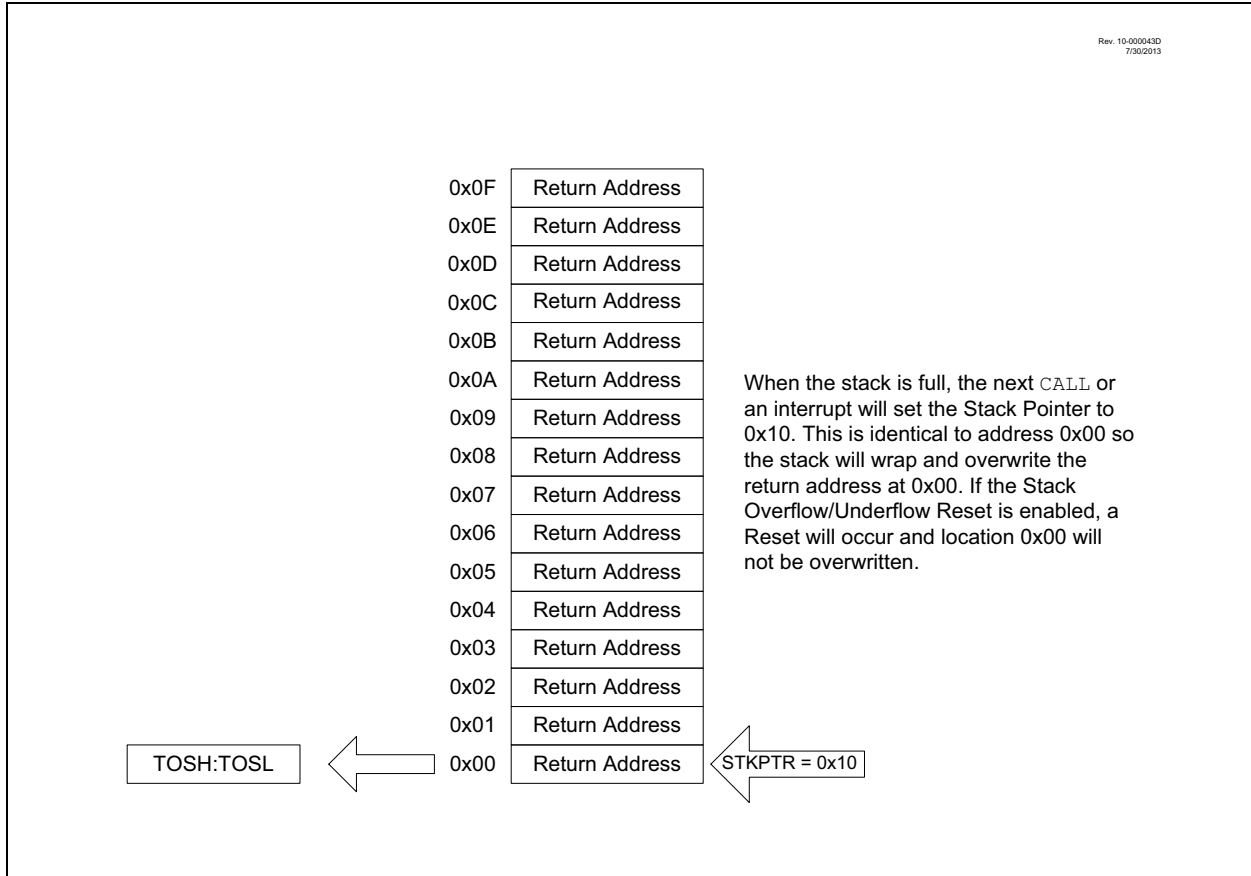 Rev. 10-000043D
7/30/2013
0x0F Return Address
0x0E Return Address
0x0D Return Address
0x0C Return Address
0x0B Return Address
0x0A Return Address
0x09 Return Address
0x08 Return Address
0x07 Return Address
0x06 Return Address
0x05 Return Address
0x04 Return Address
0x03 Return Address
0x02 Return Address
0x01 Return Address
TOSH:TOSL 0x00 Return Address STKPTR = 0x10
When the stack is full, the next CALL or
an interrupt will set the Stack Pointer to
0x10. This is identical to address 0x00 so
the stack will wrap and overwrite the
return address at 0x00. If the Stack
Overflow/Underflow Reset is enabled, a
Reset will occur and location 0x00 will
not be overwritten.